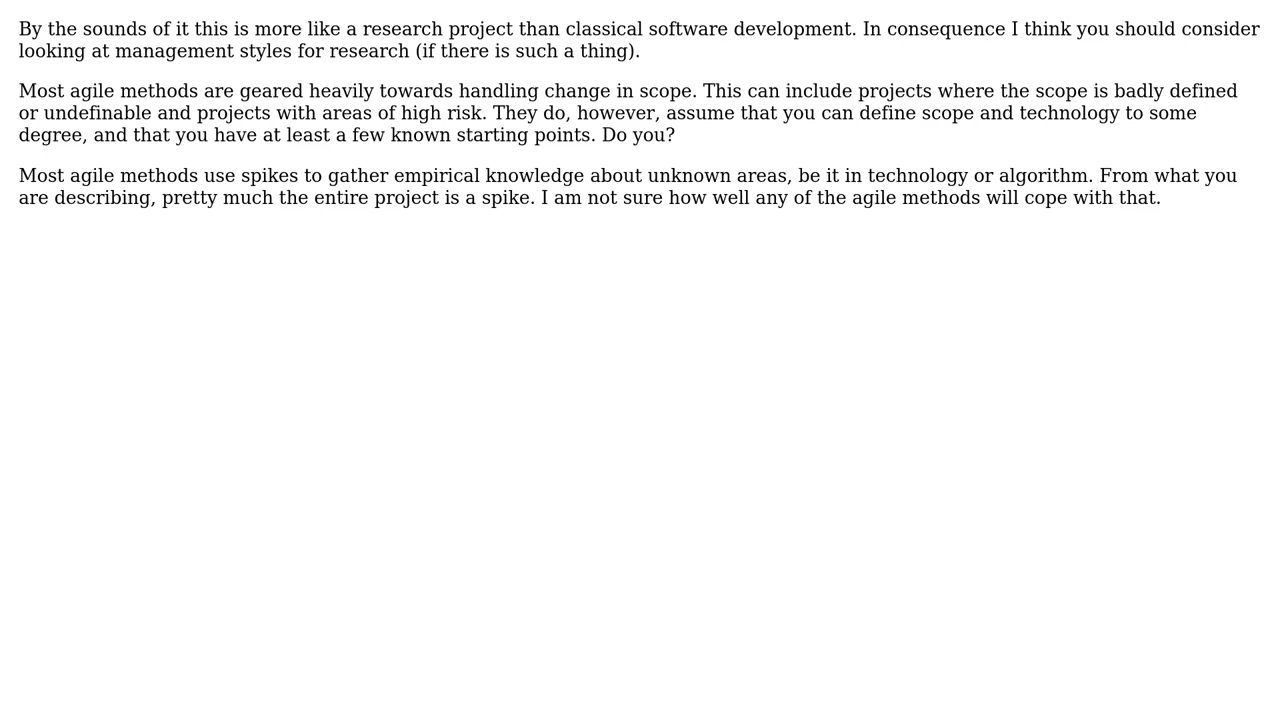 By the sounds of it this is more like a research project than classical software development. In consequence I think you should consider
looking at management styles for research (if there is such a thing).
Most agile methods are geared heavily towards handling change in scope. This can include projects where the scope is badly defined
or undefinable and projects with areas of high risk. They do, however, assume that you can define scope and technology to some
degree, and that you have at least a few known starting points. Do you?
Most agile methods use spikes to gather empirical knowledge about unknown areas, be it in technology or algorithm. From what you
are describing, pretty much the entire project is a spike. I am not sure how well any of the agile methods will cope with that.